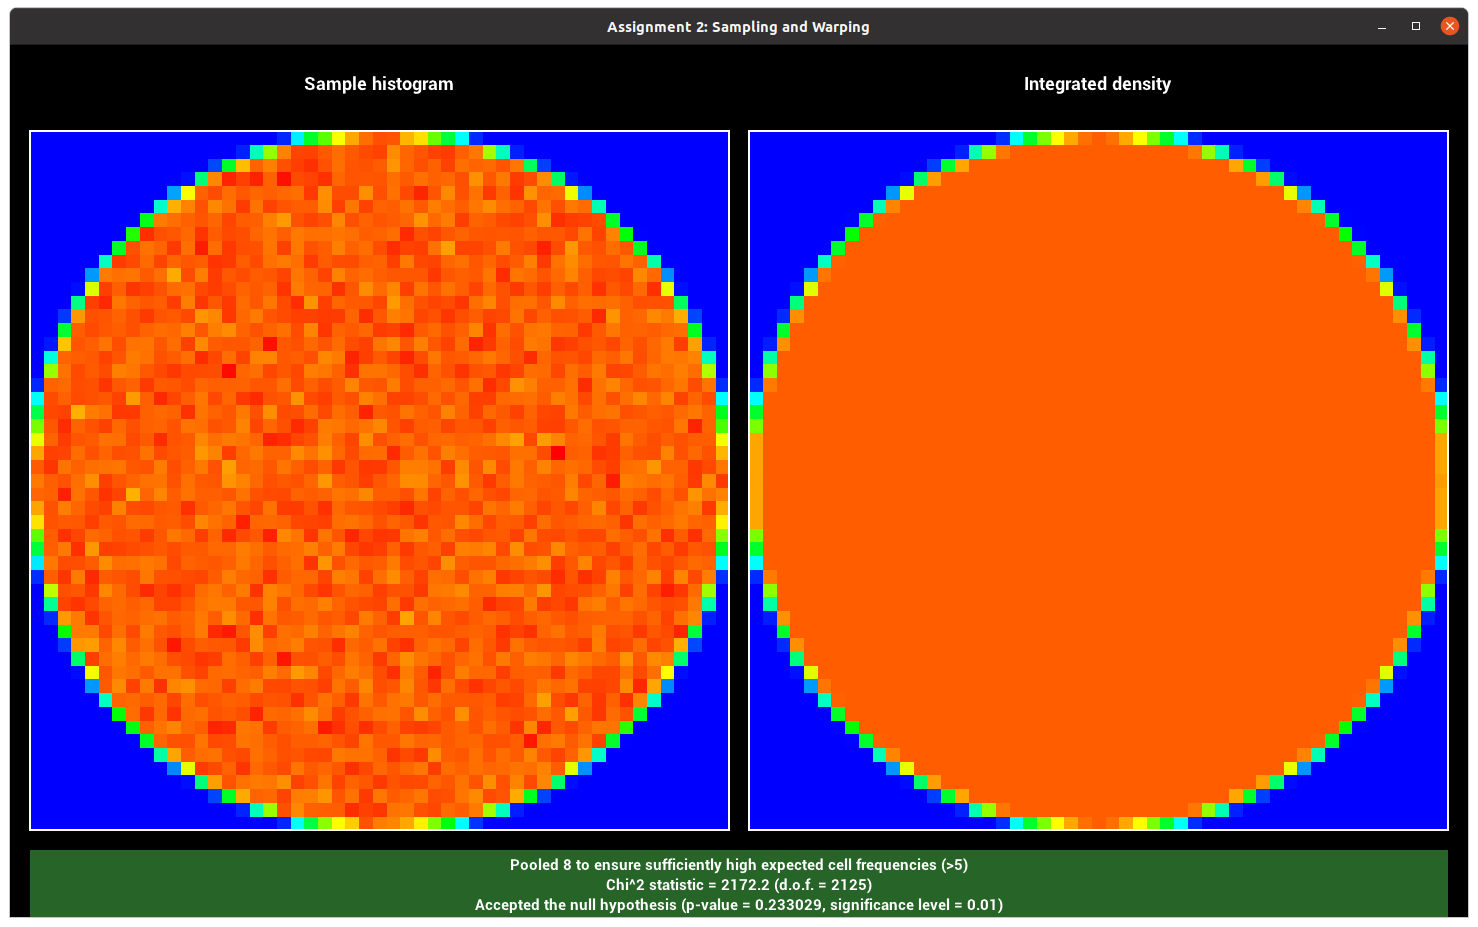 Assignment 2: Sampling and Warping
Sample histogram
Integrated density
Pooled 8 to ensure sufficiently high expected cell frequencies (>5)
Chi^2 statistic = 2172.2 (d.o.f. = 2125)
Accepted the null hypothesis (p-value = 0.233029, significance level = 0.01)